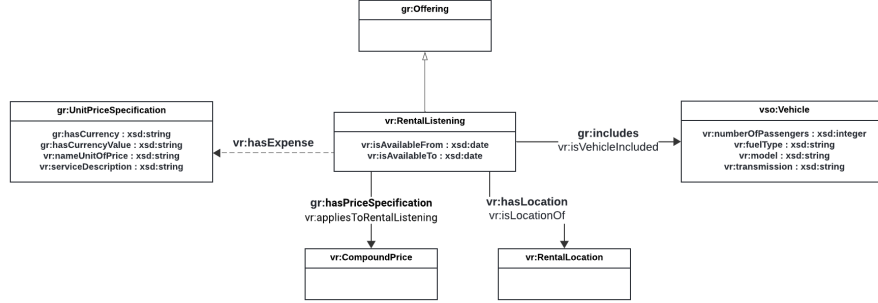 gr:Offering
gr:UnitPriceSpecification
gr:hasCurrency : xsd:string
gr:hasCurrencyValue : xsd:string
vr:nameUnitOfPrice : xsd:string
vr:serviceDescription : xsd:string
vr:hasExpense
vr:RentalListing
vr:isAvailableFrom : xsd:date
vr:isAvailableTo : xsd:date
gr:includes
vr:isVehicleIncluded
vso:Vehicle
vr:numberOfPassengers : xsd:integer
vr:fuelType : xsd:string
vr:model : xsd:string
vr:transmission : xsd:string
gr:hasPriceSpecification
vr:appliesToRentalListing
vr:hasLocation
vr:isLocationOf
vr:CompoundPrice
vr:RentalLocation